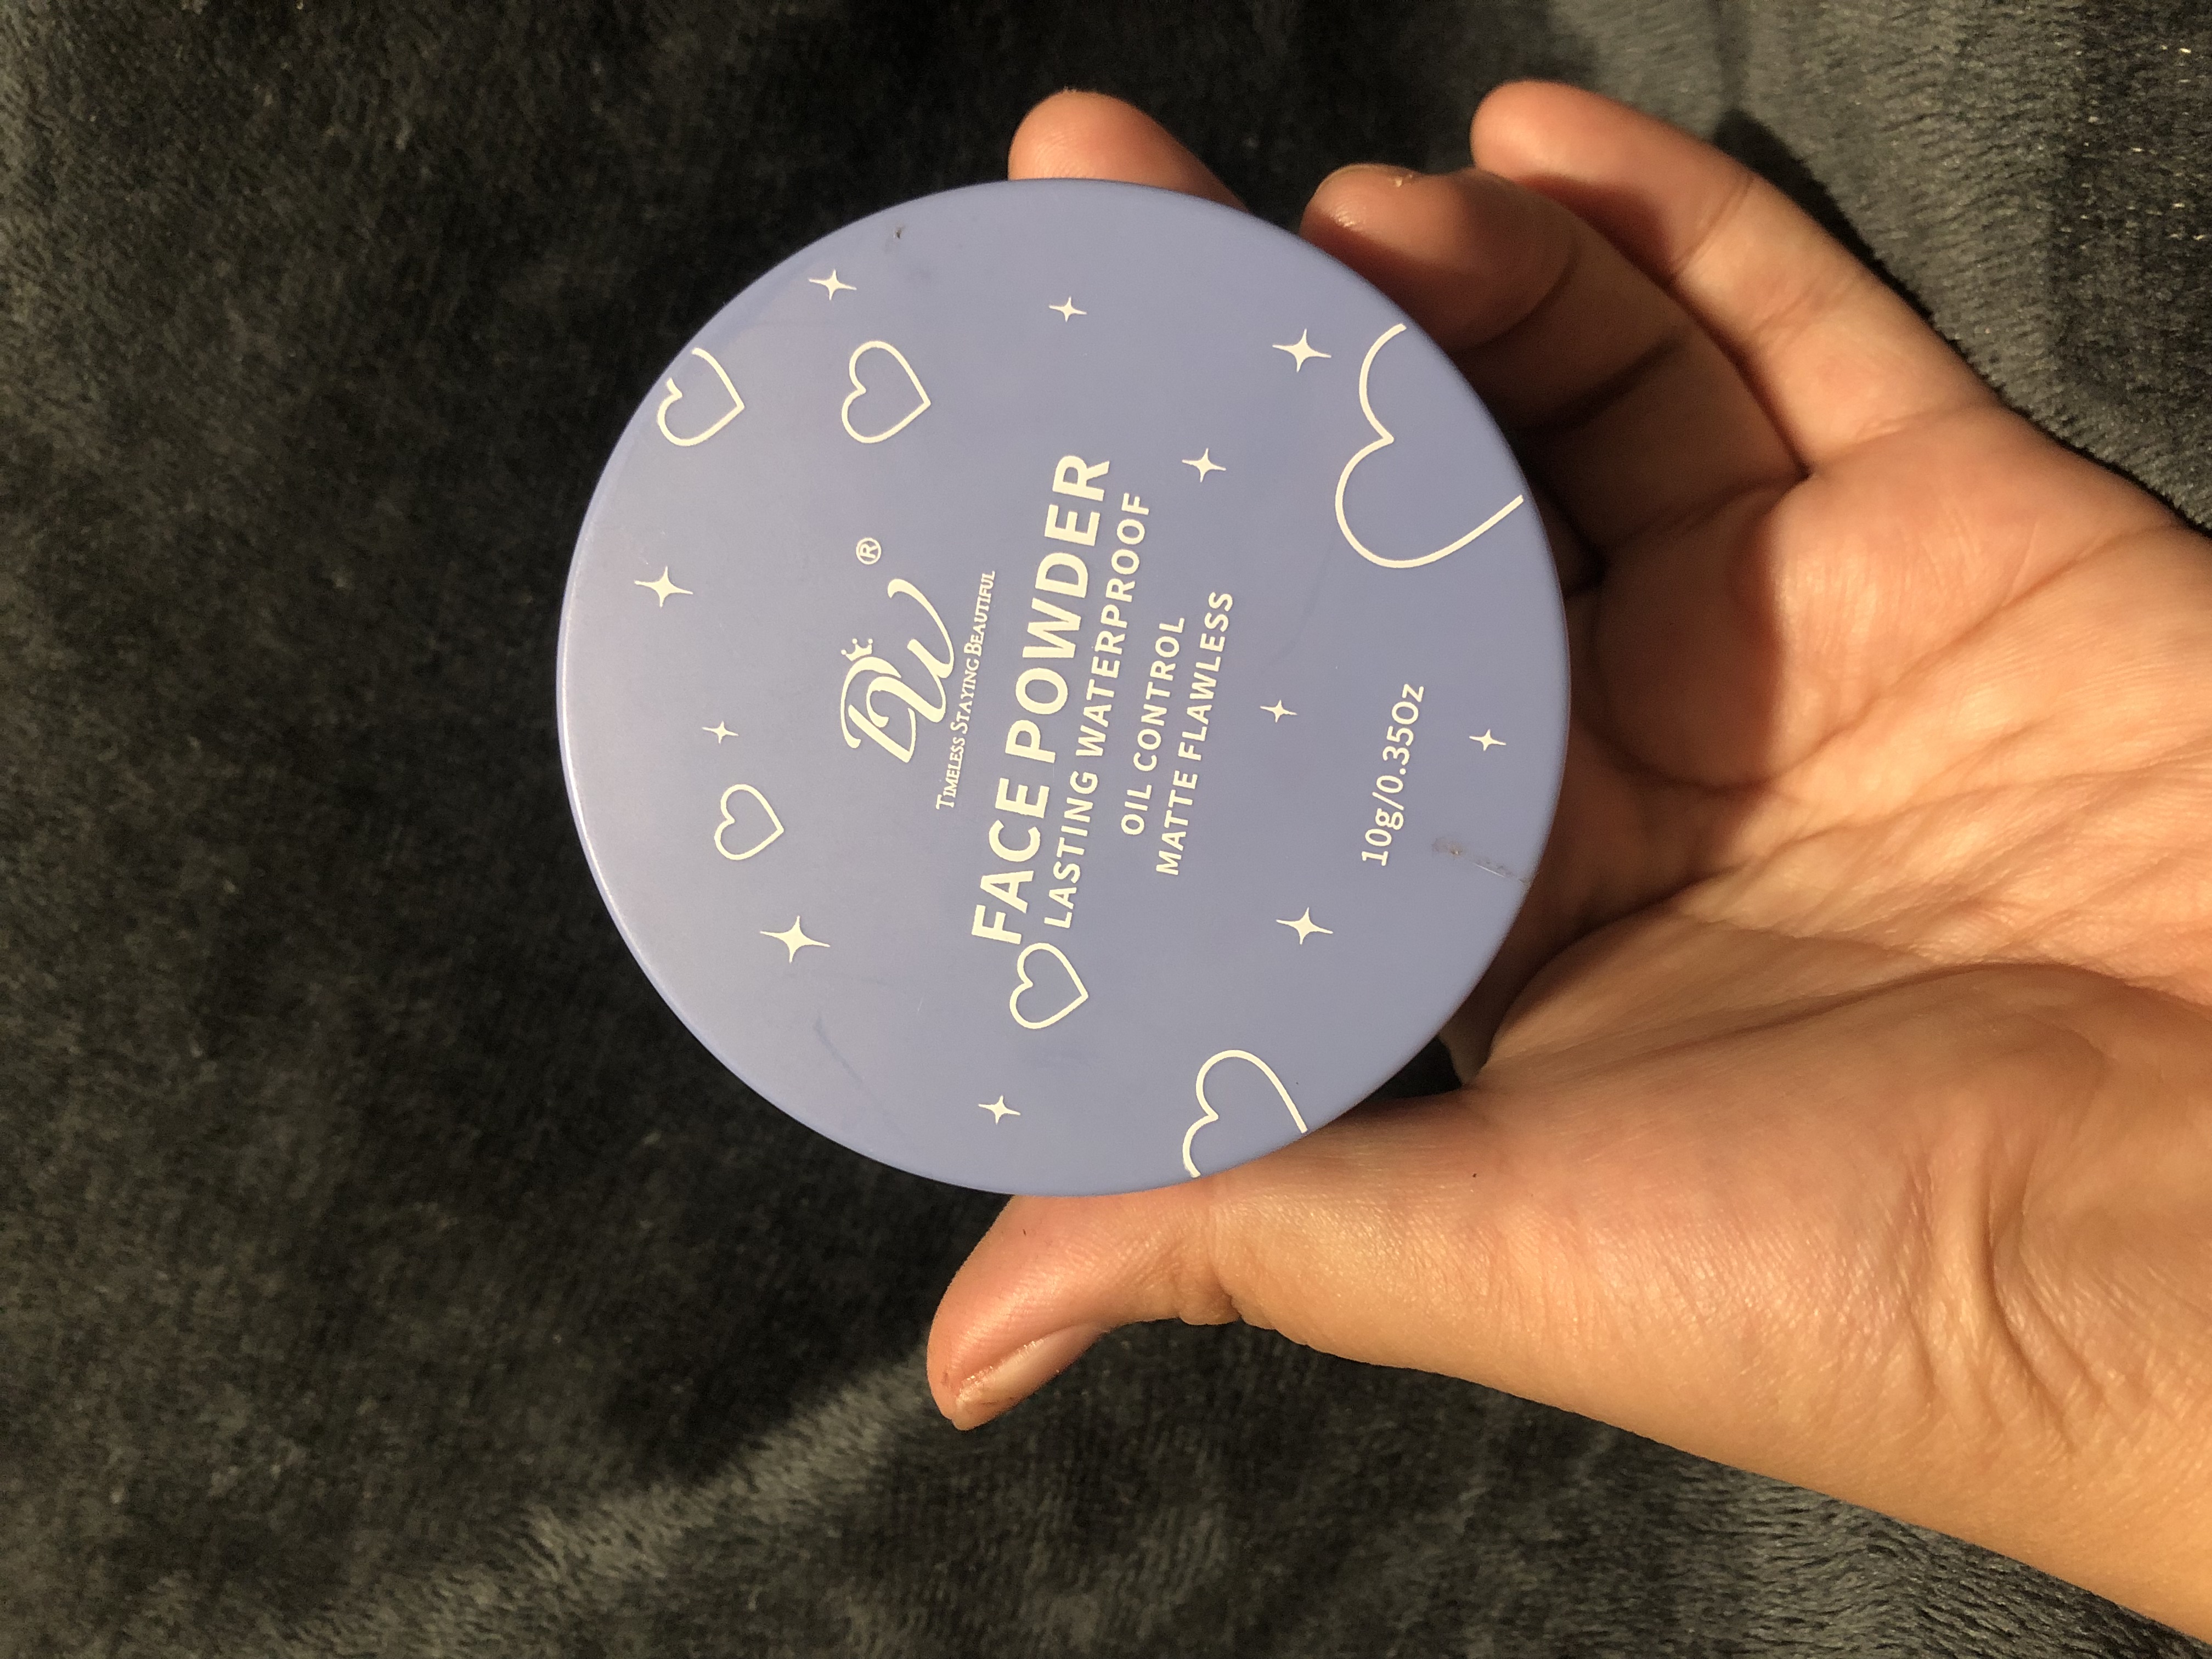 DW®
TIMELESS STAYING BEAUTIFUL
FACE POWDER
LASTING WATERPROOF
OIL CONTROL
MATTE FLAWLESS
10g/0.35Oz